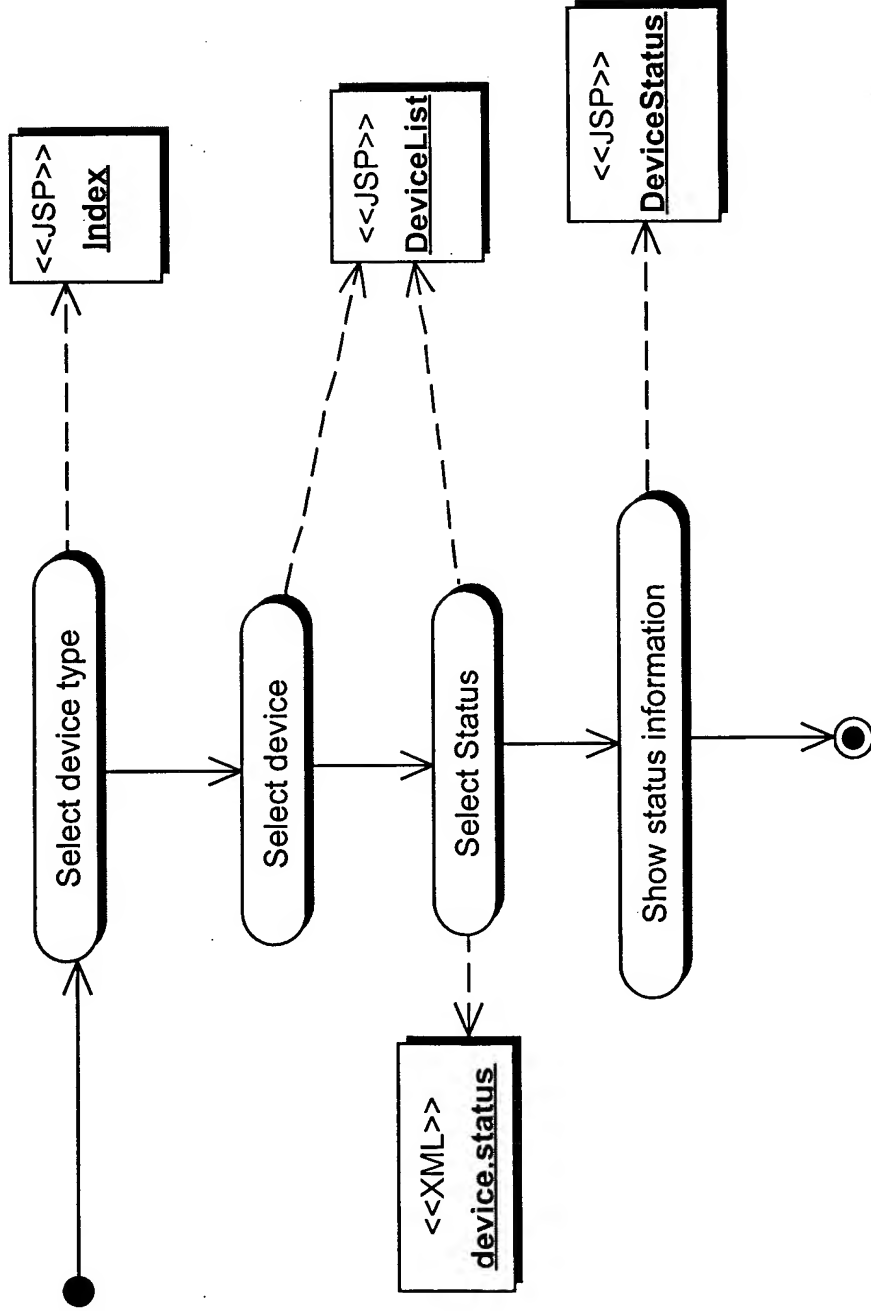 Select device type
<<JSP>>
Index
Select device
<<JSP>>
DeviceList
<<XML>>
device.status
Select Status
Show status information
<<JSP>>
DeviceStatus